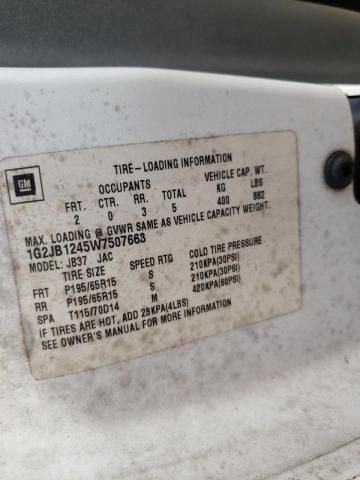 GM
TIRE-LOADING INFORMATION
OCCUPANTS VEHICLE CAP. WT.
FRT. CTR. RR. TOTAL KG LBS
2 0 3 5 400 882
MAX. LOADING @ GVWR SAME AS VEHICLE CAPACITY WEIGHT.
1G2JB1245W7507663
MODEL: JB37 JAC
TIRE SIZE COLD TIRE PRESSURE
FRT P195/65R15 S 210KPA(30PSI)
RR P195/65R15 S 210KPA(30PSI)
SPA T115/70D14 M 420KPA(60PSI)
IF TIRES ARE HOT, ADD 28KPA(4LBS)
SEE OWNER'S MANUAL FOR MORE INFORMATION